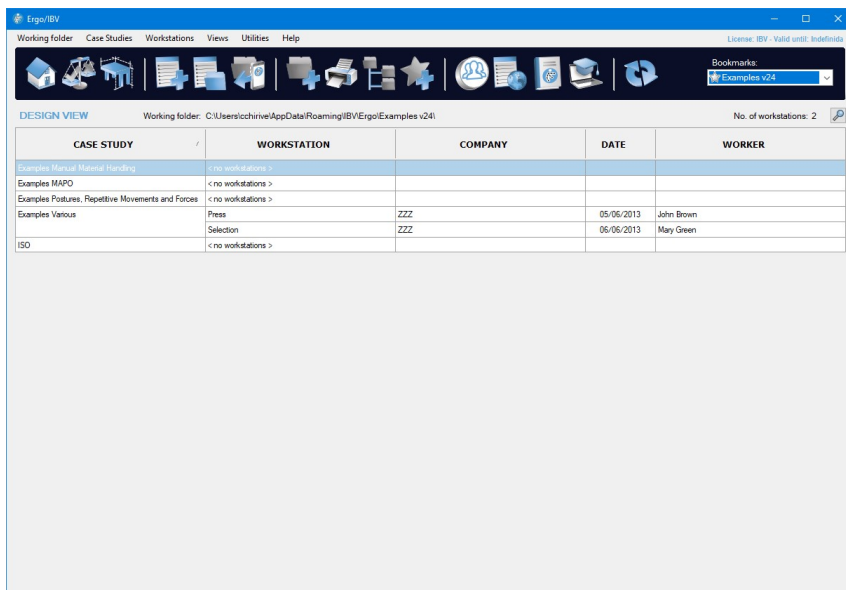 Ergo/IBV
Working folder Case Studies Workstations Views Utilities Help
License: IBV - Valid until: Indefinida
Bookmarks:
Examples v24
DESIGN VIEW Working folder: C:\Users\cchirive\AppData\Roaming\IBV\Ergo\Examples v24\ No. of workstations: 2
CASE STUDY WORKSTATION COMPANY DATE WORKER
Examples Manual Material Handling < no workstations >
Examples MAPO < no workstations >
Examples Postures, Repetitive Movements and Forces < no workstations >
Examples Various Press ZZZ 05/06/2013 John Brown
Selection ZZZ 06/06/2013 Mary Green
ISO < no workstations >